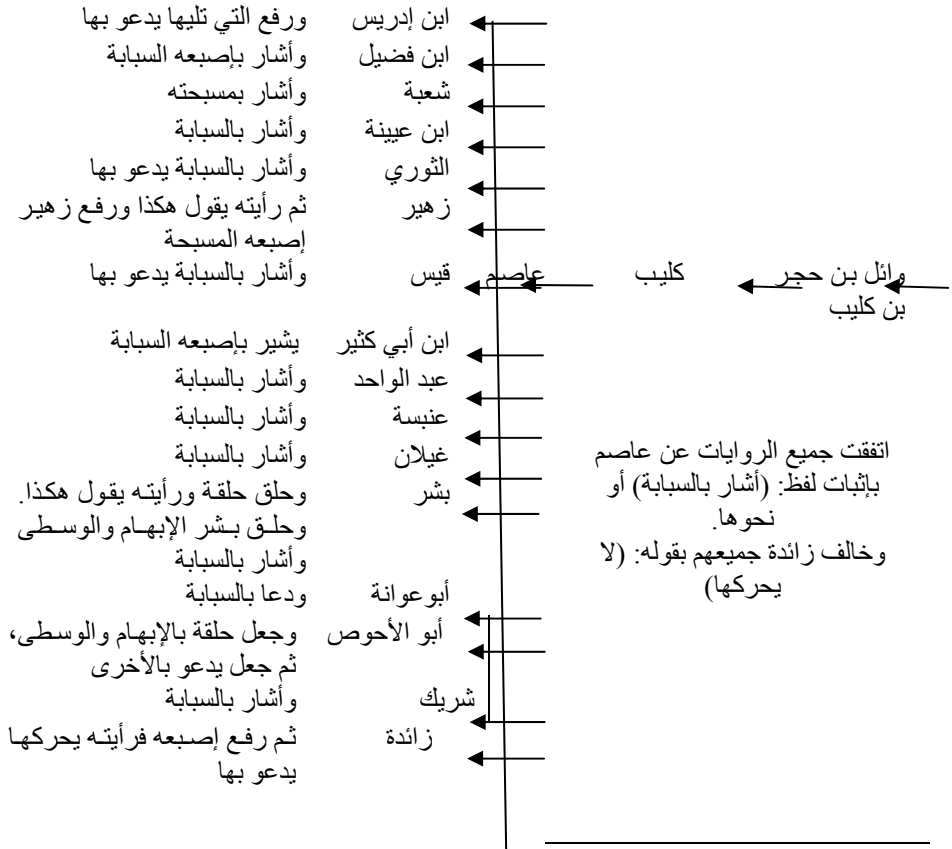 ابن إدريس ورفع التي تليها يدعو بها
ابن فضيل وأشار بإصبعه السبابة
شعبة وأشار بمسبحته
ابن عيينة وأشار بالسبابة
الثوري وأشار بالسبابة يدعو بها
زهير ثم رأيته يقول هكذا ورفع زهير
إصبعه المسبحة
وائل بن حجر كليب عاصم قيس وأشار بالسبابة يدعو بها
بن كليب
ابن أبي كثير يشير بإصبعه السبابة
عبد الواحد وأشار بالسبابة
عنبسة وأشار بالسبابة
غيلان وأشار بالسبابة
بشر وحلق حلقة ورأيته يقول هكذا.
وحلق بشر الإبهام والوسطى
وأشار بالسبابة
أبوعوانة ودعا بالسبابة
أبو الأحوص وجعل حلقة بالإبهام والوسطى،
ثم جعل يدعو بالأخرى
شريك وأشار بالسبابة
زائدة ثم رفع إصبعه فرأيته يحركها
يدعو بها
اتفقت جميع الروايات عن عاصم
بإثبات لفظ: (أشار بالسبابة) أو
نحوها.
وخالف زائدة جميعهم بقوله: (لا
يحركها)